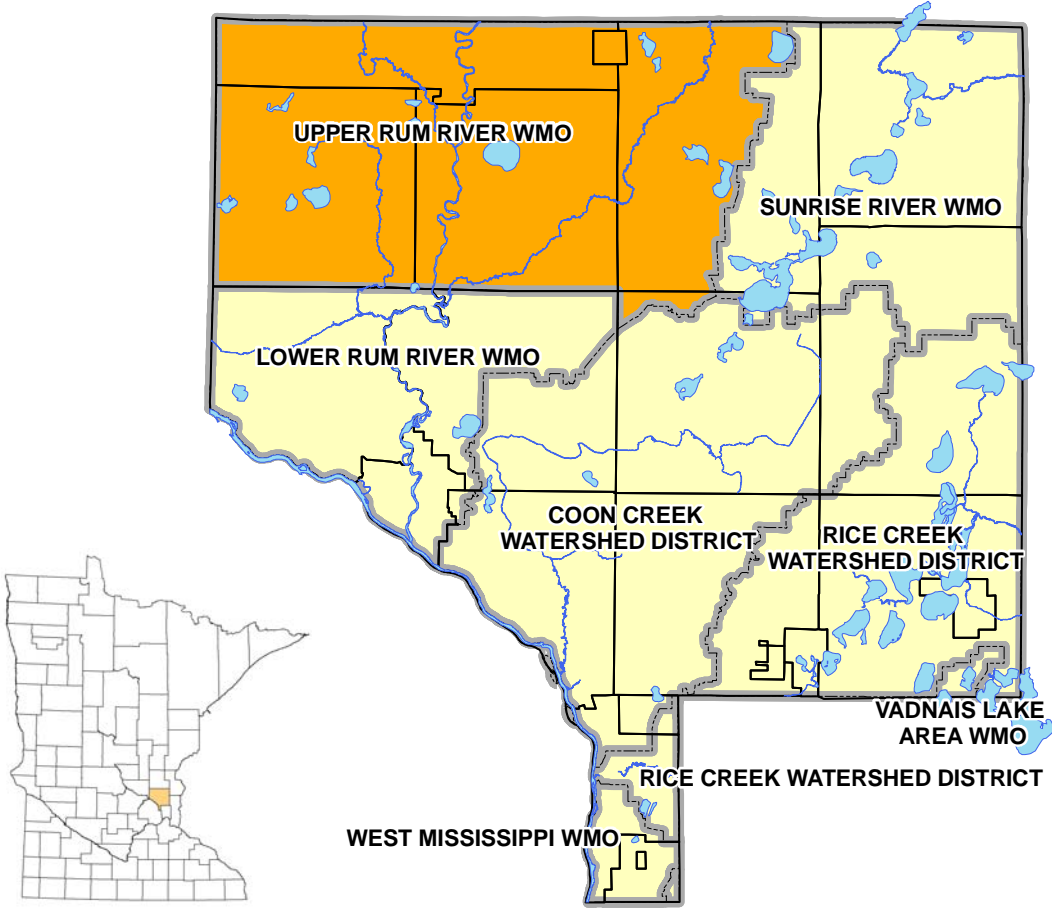 UPPER RUM RIVER WMO
SUNRISE RIVER WMO
LOWER RUM RIVER WMO
COON CREEK
WATERSHED DISTRICT
RICE CREEK
WATERSHED DISTRICT
VADNAIS LAKE
AREA WMO
RICE CREEK WATERSHED DISTRICT
WEST MISSISSIPPI WMO